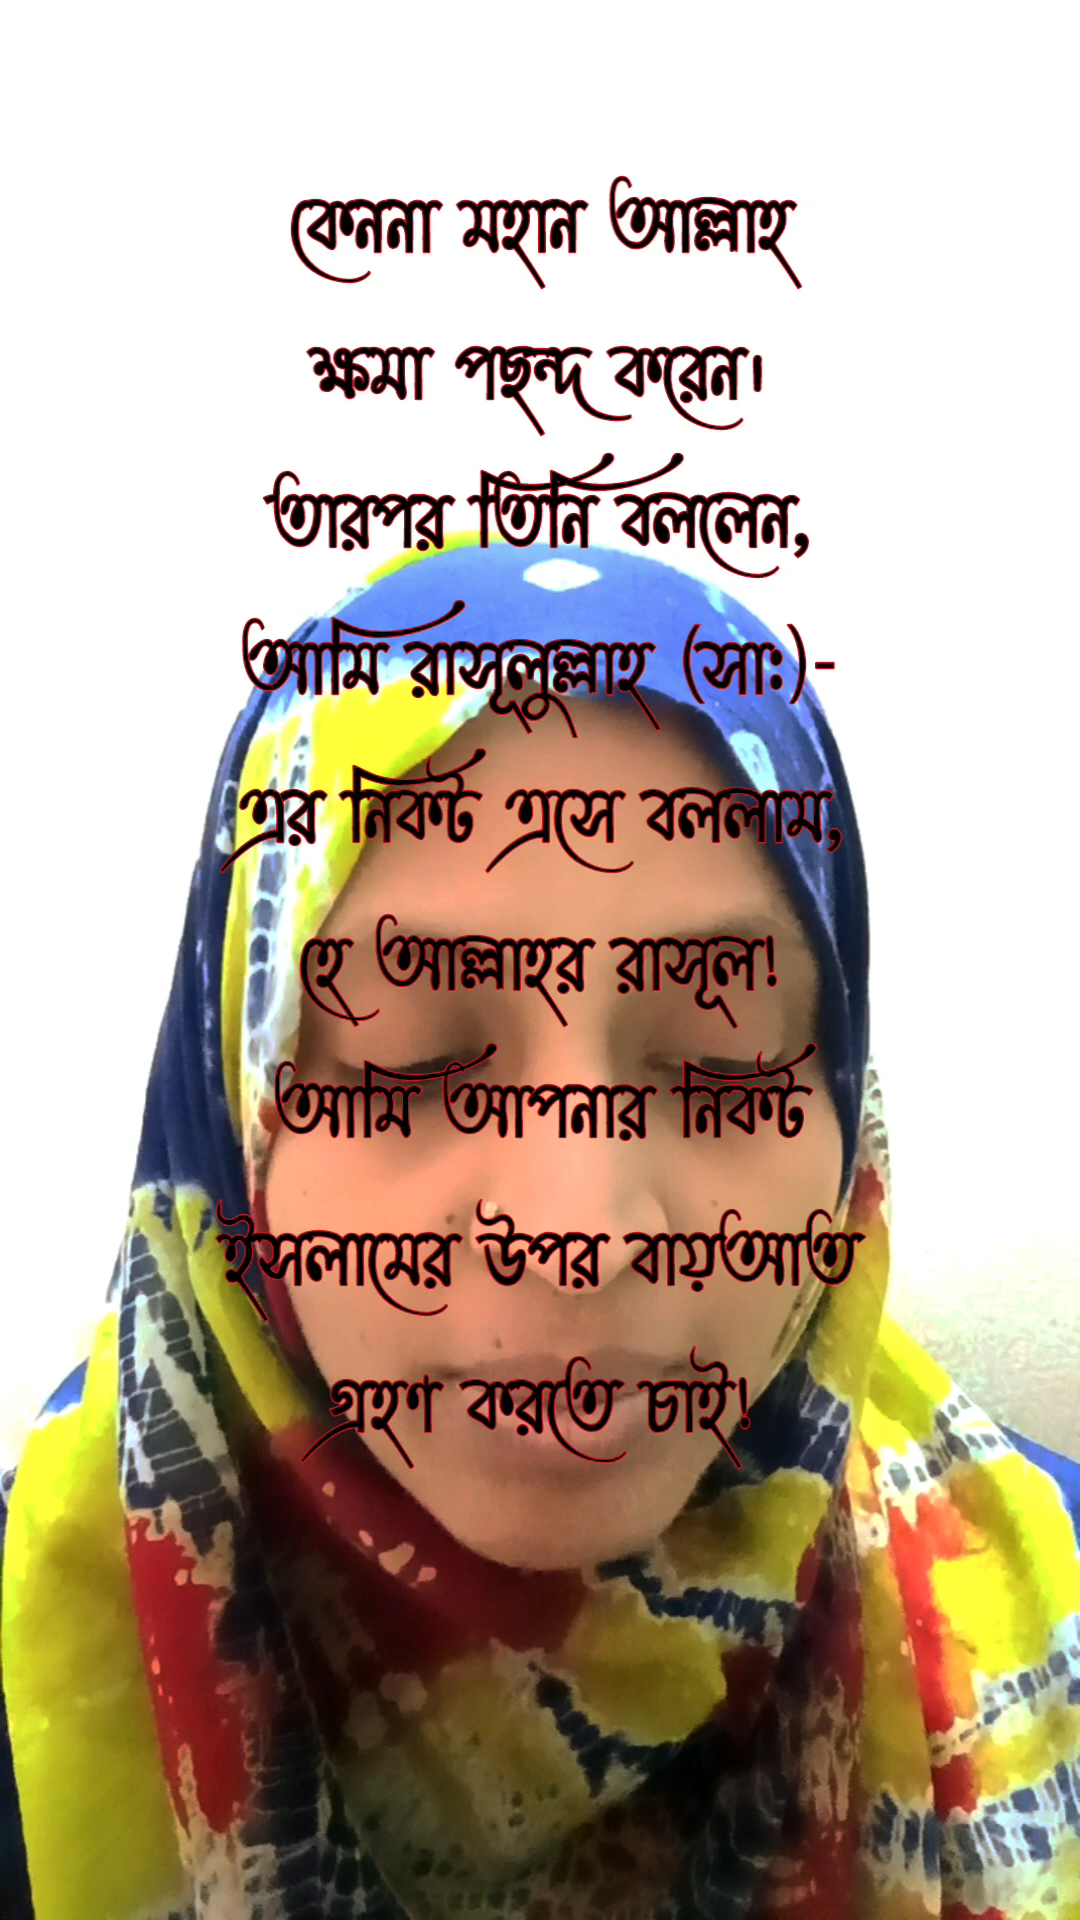 কেননা মহান আল্লাহ
ক্ষমা পছন্দ করেন।
তারপর তিনি বললেন,
আমি রাসূলুল্লাহ (সাঃ)-
এর নিকট এসে বললাম,
হে আল্লাহর রাসূল!
আমি আপনার নিকট
ইসলামের উপর বায়আত
গ্রহণ করতে চাই!